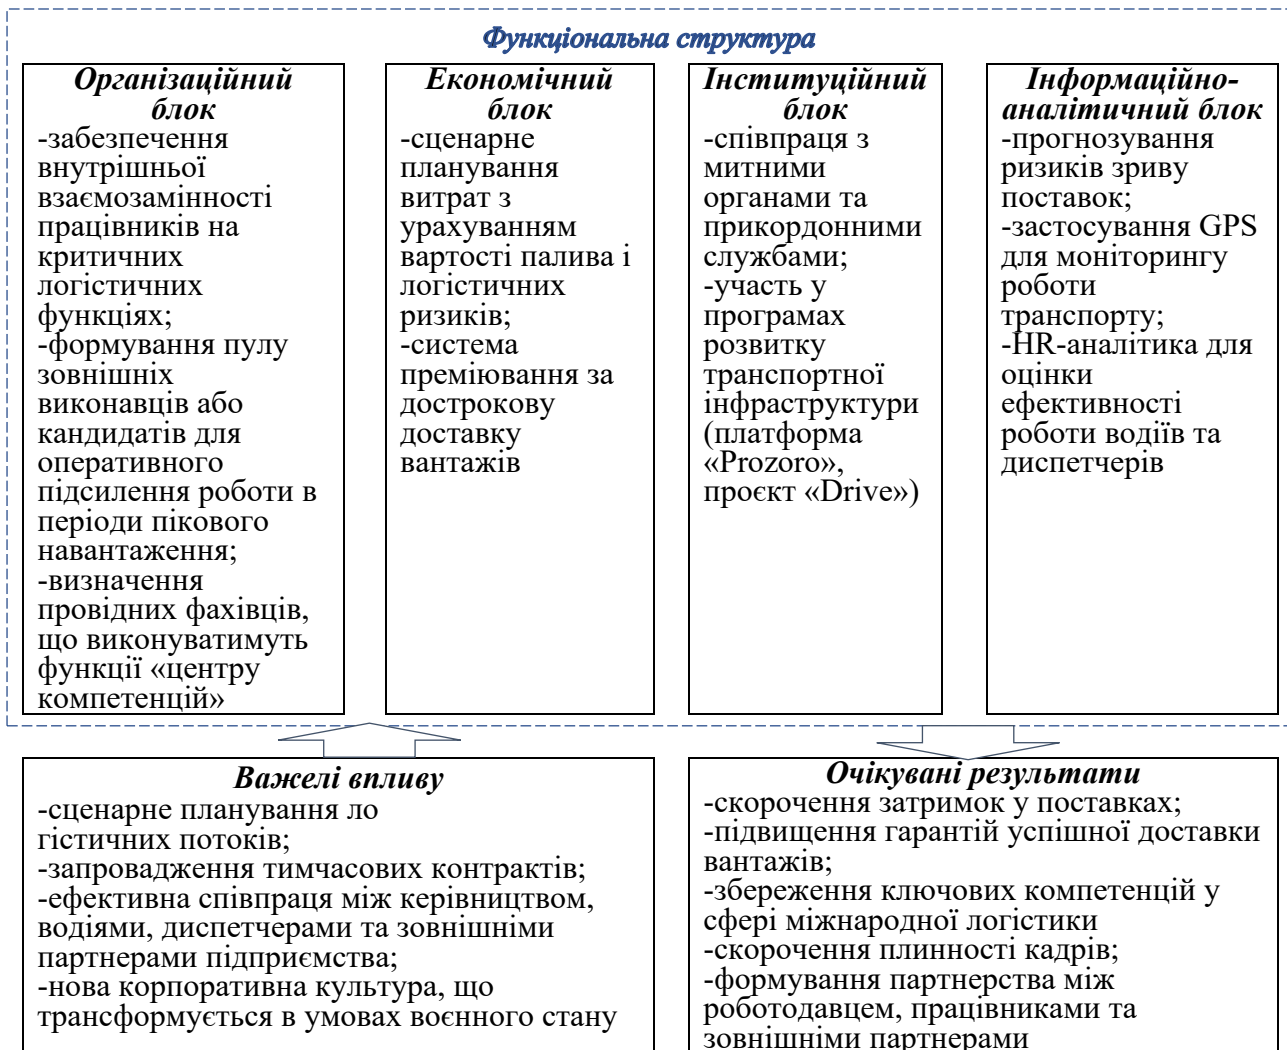 Функціональна структура
Організаційний
блок
-забезпечення
внутрішньої
взаємозамінності
працівників на
критичних
логістичних
функціях;
-формування пулу
зовнішніх
виконавців або
кандидатів для
оперативного
підсилення роботи в
періоди пікового
навантаження;
-визначення
провідних фахівців,
що виконуватимуть
функції «центру
компетенцій»
Економічний
блок
-сценарне
планування
витрат з
урахуванням
вартості палива і
логістичних
ризиків;
-система
преміювання за
дострокову
доставку
вантажів
Інституційний
блок
-співпраця з
митними
органами та
прикордонними
службами;
-участь у
програмах
розвитку
транспортної
інфраструктури
(платформа
«Prozoro»,
проєкт «Drive»)
Інформаційно-
аналітичний блок
-прогнозування
ризиків зриву
поставок;
-застосування GPS
для моніторингу
роботи
транспорту;
-HR-аналітика для
оцінки
ефективності
роботи водіїв та
диспетчерів
Важелі впливу
-сценарне планування ло
гістичних потоків;
-запровадження тимчасових контрактів;
-ефективна співпраця між керівництвом,
водіями, диспетчерами та зовнішніми
партнерами підприємства;
-нова корпоративна культура, що
трансформується в умовах воєнного стану
Очікувані результати
-скорочення затримок у поставках;
-підвищення гарантій успішної доставки
вантажів;
-збереження ключових компетенцій у
сфері міжнародної логістики
-скорочення плинності кадрів;
-формування партнерства між
роботодавцем, працівниками та
зовнішніми партнерами